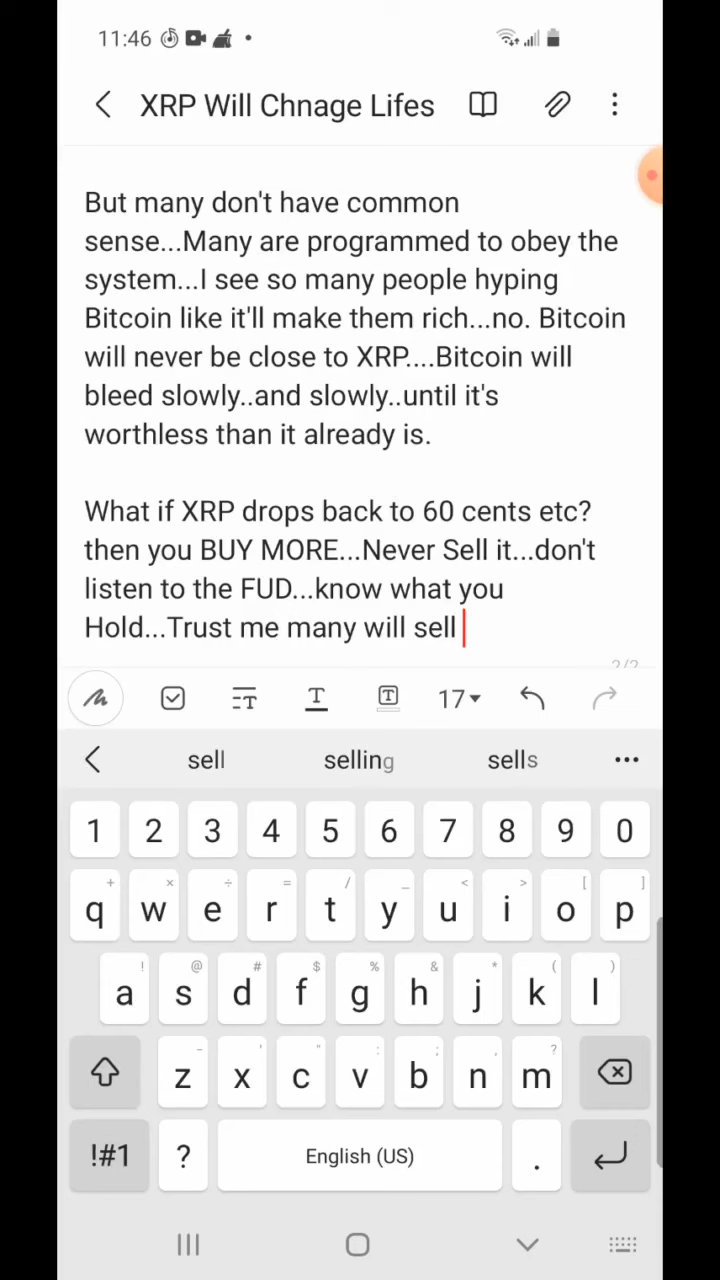 11:46
XRP Will Chnage Lifes
But many don't have common
sense...Many are programmed to obey the
system...I see so many people hyping
Bitcoin like it'll make them rich...no. Bitcoin
will never be close to XRP....Bitcoin will
bleed slowly..and slowly..until it's
worthless than it already is.
What if XRP drops back to 60 cents etc?
then you BUY MORE...Never Sell it...don't
listen to the FUD...know what you
Hold...Trust me many will sell
2/2
T T T 17
sell selling sells
1 2 3 4 5 6 7 8 9 0
+ × ÷ = / _ < > [ ]
q w e r t y u i o p
! @ # $ % & * ( )
a s d f g h j k l
- ' " : ; , ?
z x c v b n m
!#1 ? English (US) .